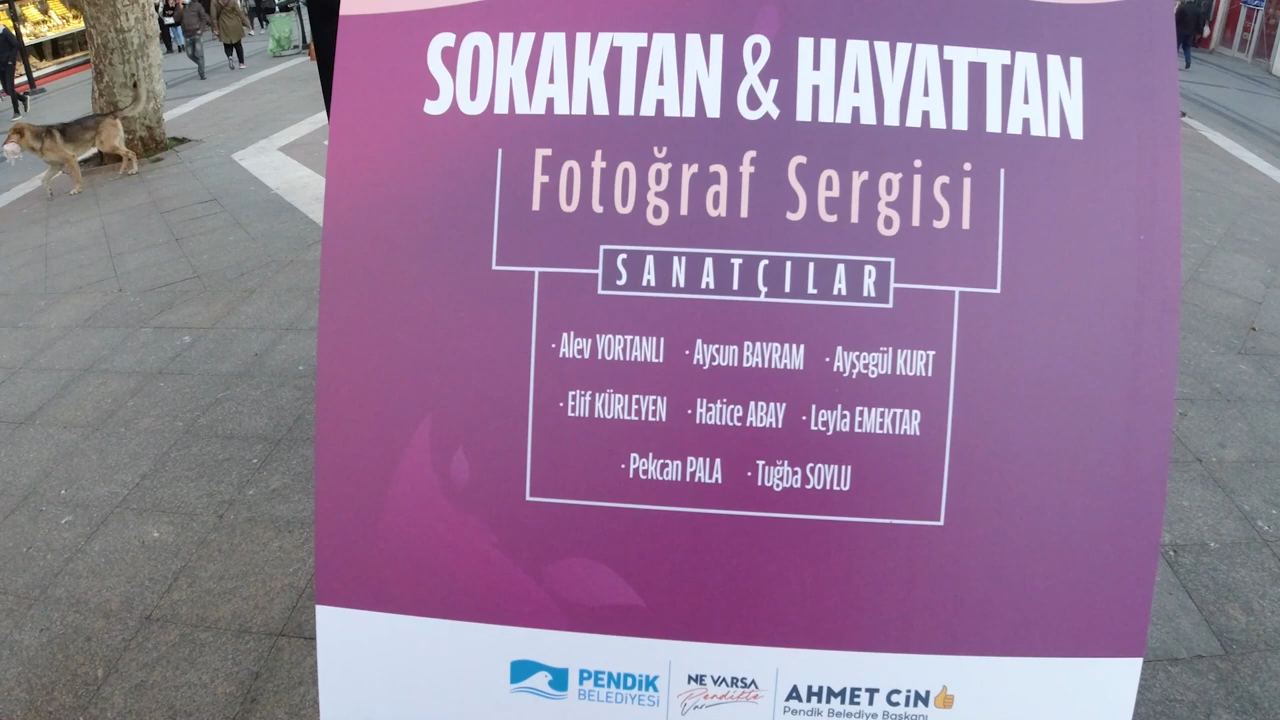 SOKAKTAN & HAYATTAN
Fotoğraf Sergisi
SANATÇILAR
· Alev YORTANLI · Aysun BAYRAM · Ayşegül KURT
· Elif KÜRLEYEN · Hatice ABAY · Leyla EMEKTAR
· Pekcan PALA · Tuğba SOYLU
PENDİK
BELEDİYESİ
NE VARSA
Pendikte
Var
AHMET CİN
Pendik Belediye Başkanı